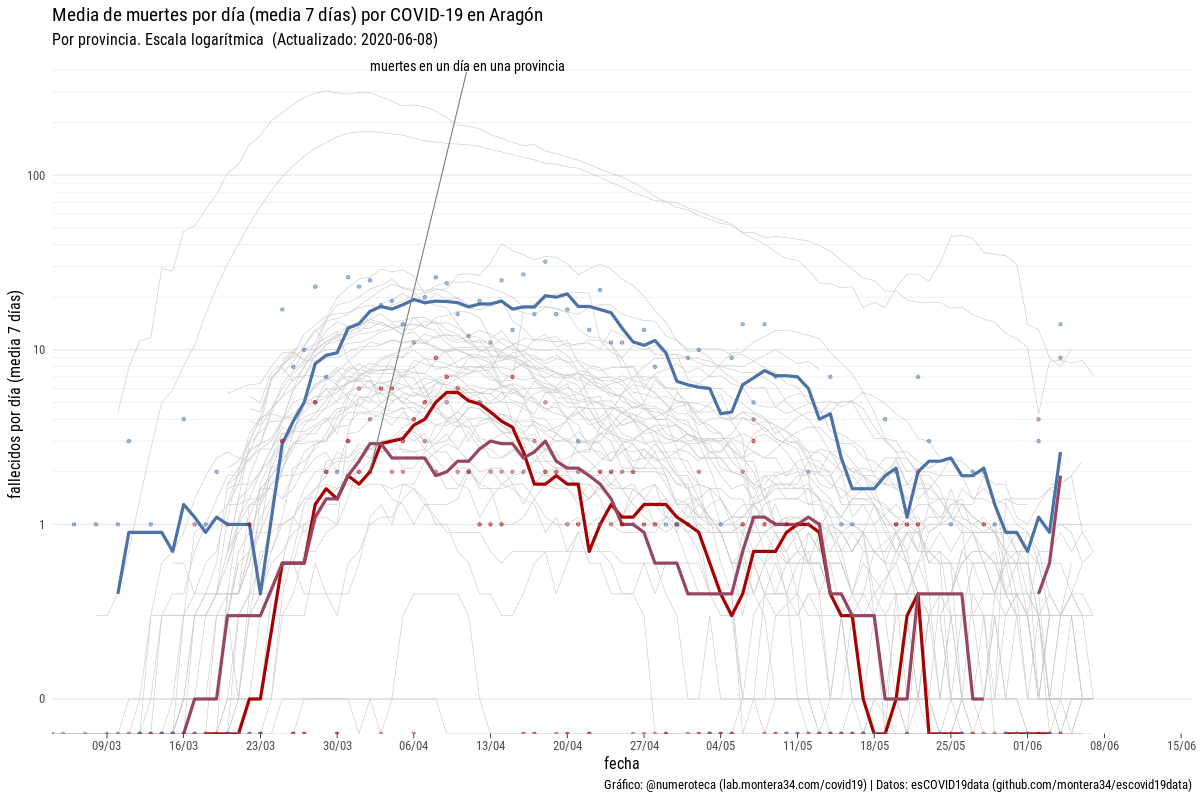 Media de muertes por día (media 7 días) por COVID-19 en Aragón
Por provincia. Escala logarítmica (Actualizado: 2020-06-08)
muertes en un día en una provincia
fallecidos por día (media 7 días)
100
10
1
0
09/03 16/03 23/03 30/03 06/04 13/04 20/04 27/04 04/05 11/05 18/05 25/05 01/06 08/06 15/06
fecha
Gráfico: @numeroteca (lab.montera34.com/covid19) | Datos: esCOVID19data (github.com/montera34/escovid19data)